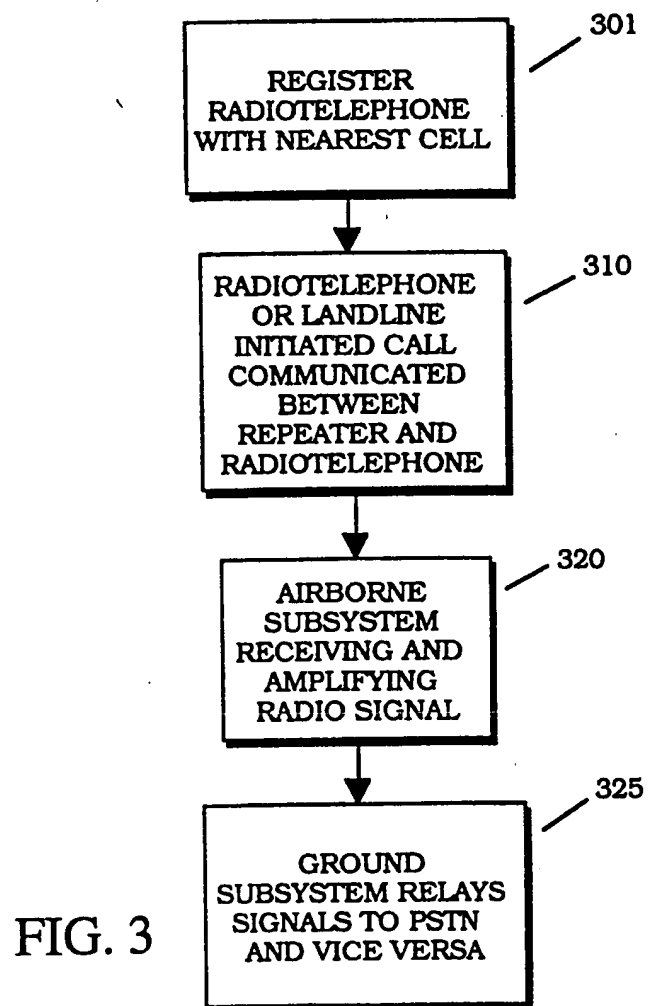 301
REGISTER
RADIOTELEPHONE
WITH NEAREST CELL
310
RADIOTELEPHONE
OR LANDLINE
INITIATED CALL
COMMUNICATED
BETWEEN
REPEATER AND
RADIOTELEPHONE
320
AIRBORNE
SUBSYSTEM
RECEIVING AND
AMPLIFYING
RADIO SIGNAL
325
GROUND
SUBSYSTEM RELAYS
SIGNALS TO PSTN
AND VICE VERSA
FIG. 3